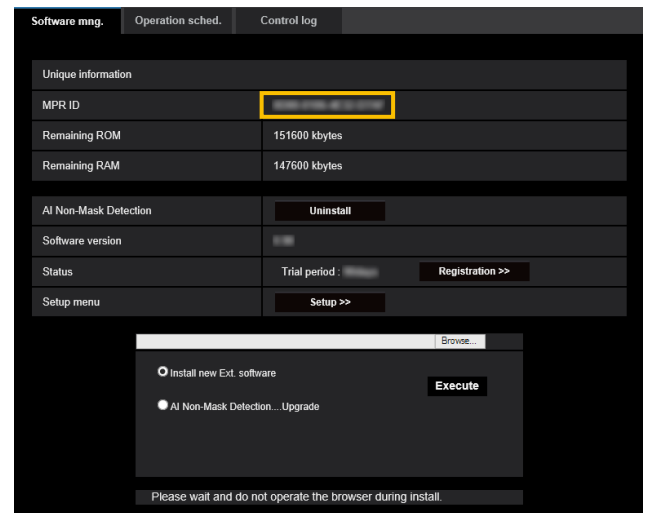 Software mng. Operation sched. Control log
Unique information
MPR ID
Remaining ROM 151600 kbytes
Remaining RAM 147600 kbytes
AI Non-Mask Detection Uninstall
Software version
Status Trial period : Registration >>
Setup menu Setup >>
Browse...
Install new Ext. software
Execute
AI Non-Mask Detection....Upgrade
Please wait and do not operate the browser during install.